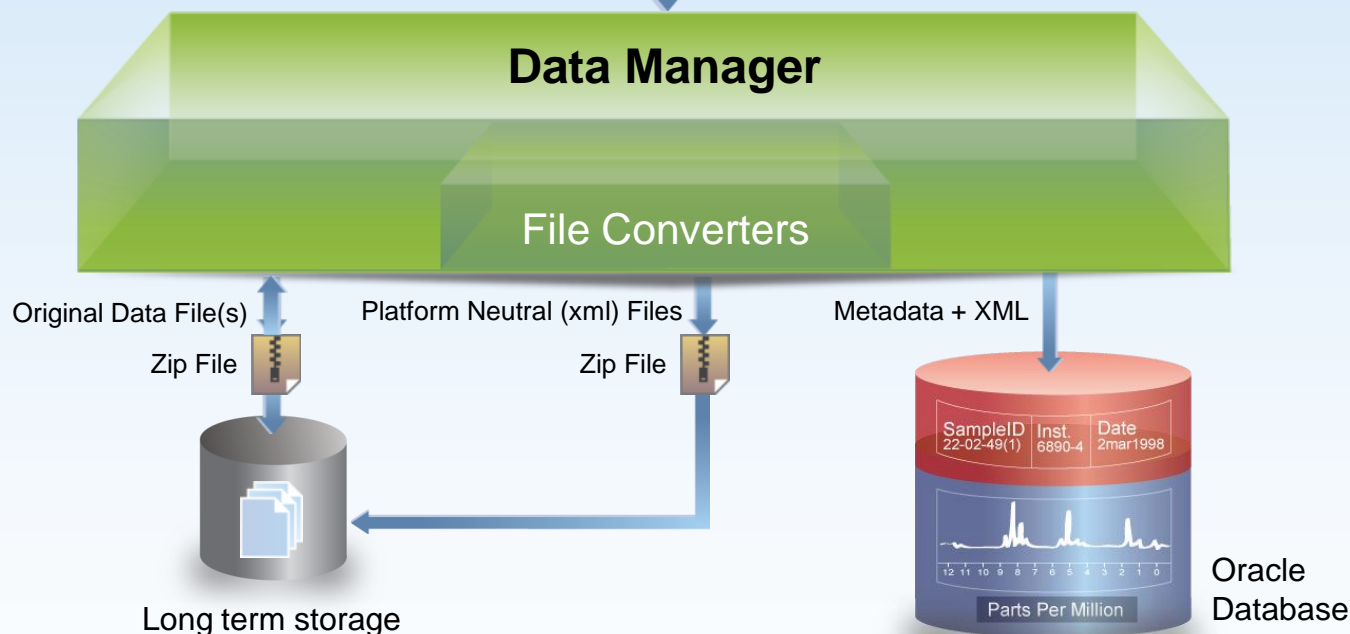 Data Manager
File Converters
Original Data File(s)
Platform Neutral (xml) Files
Metadata + XML
Zip File
Zip File
SampleID
22-02-49(1)
Inst.
6890-4
Date
2mar1998
12 11 10 9 8 7 6 5 4 3 2 1 0
Parts Per Million
Oracle
Database
Long term storage